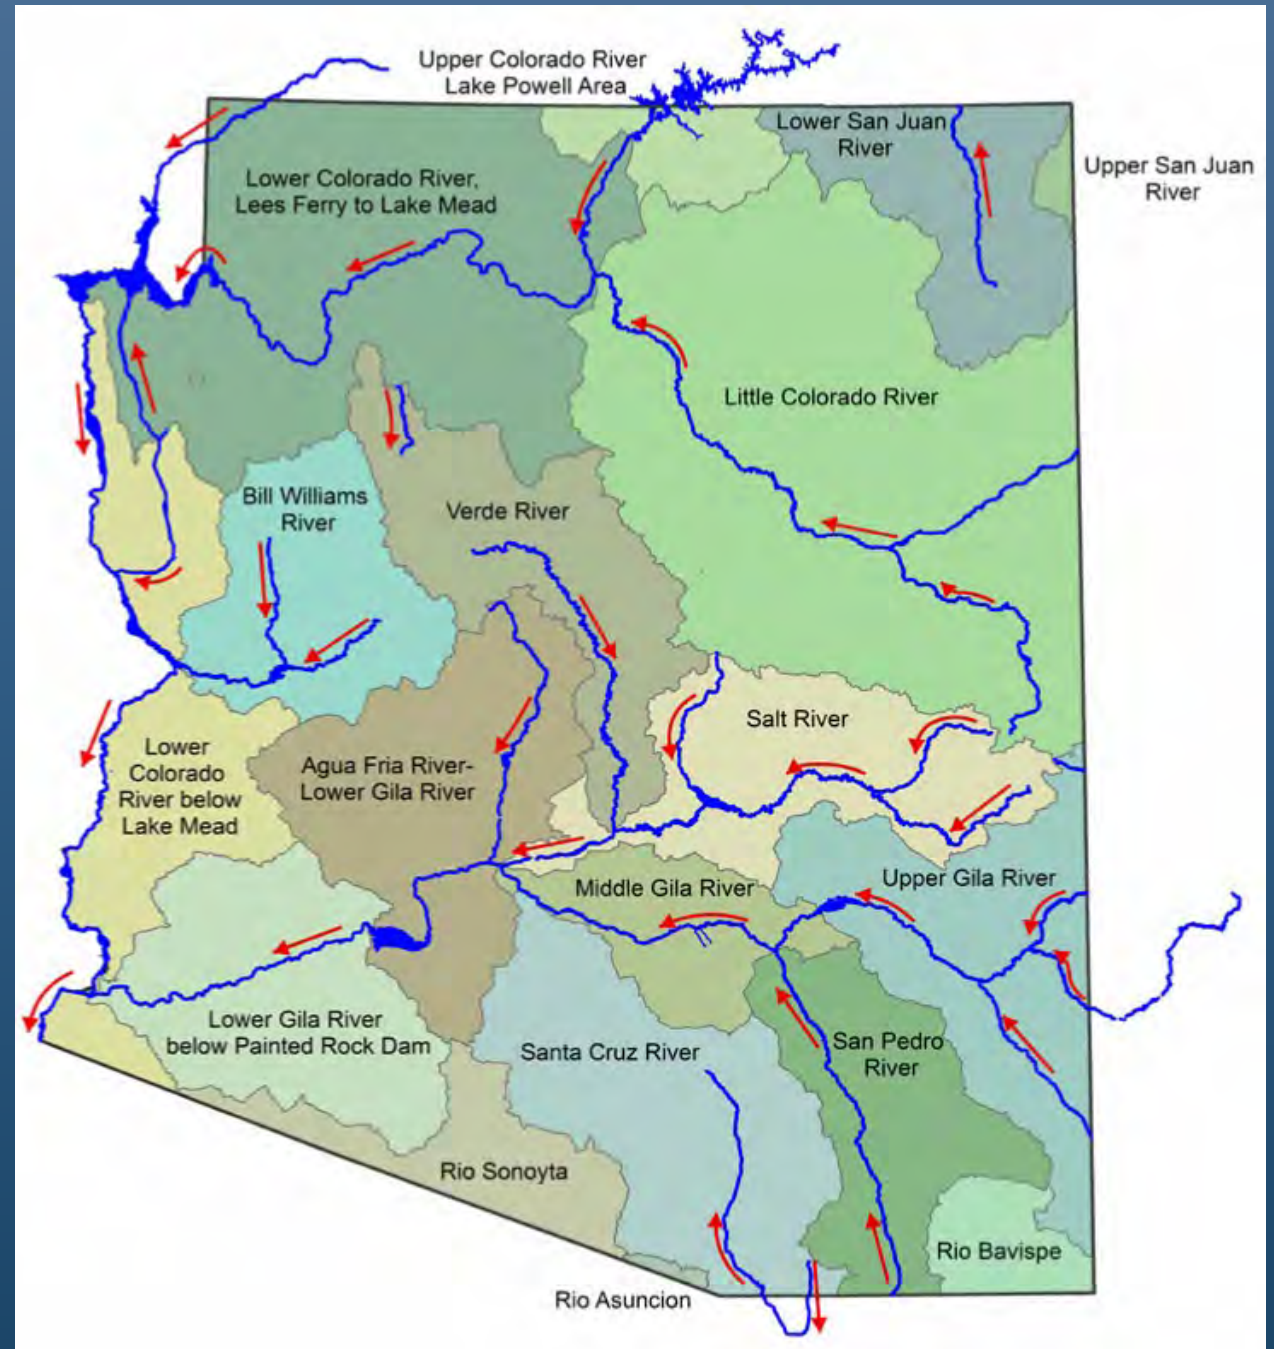 Upper Colorado River
Lake Powell Area
Lower San Juan
River
Upper San Juan
River
Lower Colorado River,
Lees Ferry to Lake Mead
Little Colorado River
Bill Williams
River
Verde River
Salt River
Lower
Colorado
River below
Lake Mead
Agua Fria River-
Lower Gila River
Middle Gila River
Upper Gila River
Lower Gila River
below Painted Rock Dam
Santa Cruz River
San Pedro
River
Rio Sonoyta
Rio Bavispe
Rio Asuncion